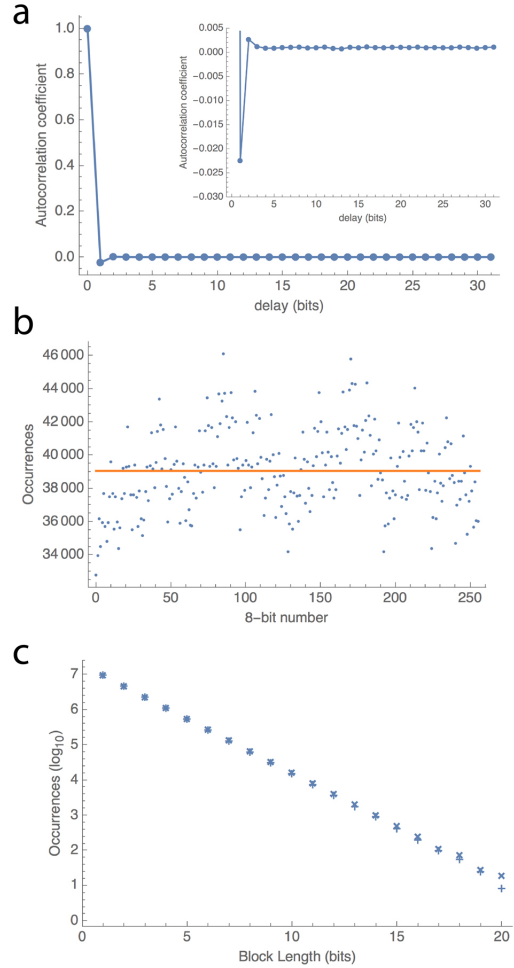 a
1.0
0.8
0.6
0.4
0.2
0.0
Autocorrelation coefficient
0 5 10 15 20 25 30
delay (bits)
0.005
0.000
−0.005
−0.010
−0.015
−0.020
−0.025
−0.030
Autocorrelation coefficient
0 5 10 15 20 25 30
delay (bits)
b
46 000
44 000
42 000
40 000
38 000
36 000
34 000
Occurrences
0 50 100 150 200 250
8−bit number
c
7
6
5
4
3
2
1
0
Occurrences (log10)
0 5 10 15 20
Block Length (bits)